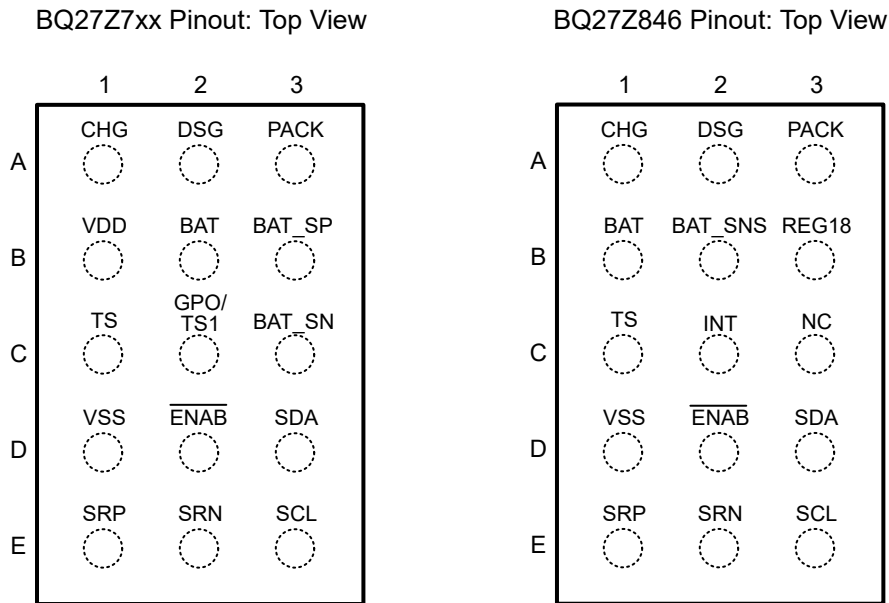 BQ27Z7xx Pinout: Top View
1 2 3
A
CHG DSG PACK
B
VDD BAT BAT_SP
C
TS GPO/ BAT_SN
TS1
D
VSS ENAB SDA
E
SRP SRN SCL
BQ27Z846 Pinout: Top View
1 2 3
A
CHG DSG PACK
B
BAT BAT_SNS REG18
C
TS INT NC
D
VSS ENAB SDA
E
SRP SRN SCL